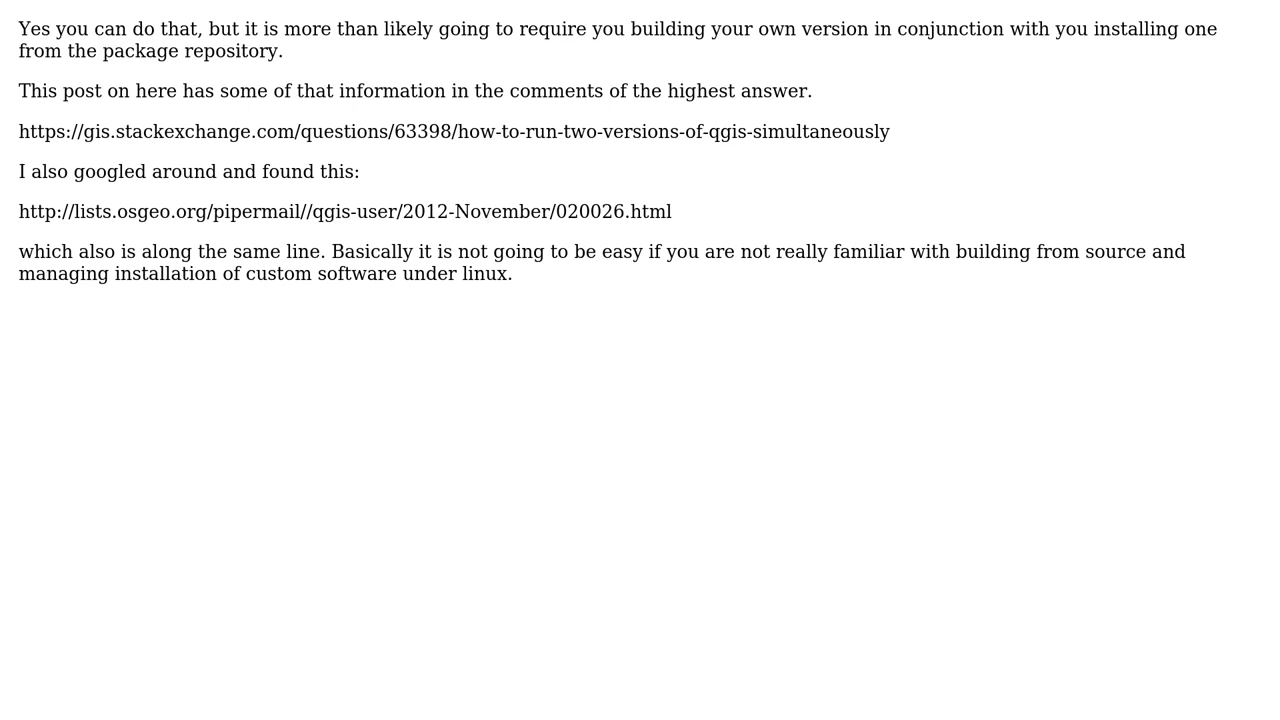 Yes you can do that, but it is more than likely going to require you building your own version in conjunction with you installing one
from the package repository.
This post on here has some of that information in the comments of the highest answer.
https://gis.stackexchange.com/questions/63398/how-to-run-two-versions-of-qgis-simultaneously
I also googled around and found this:
http://lists.osgeo.org/pipermail//qgis-user/2012-November/020026.html
which also is along the same line. Basically it is not going to be easy if you are not really familiar with building from source and
managing installation of custom software under linux.